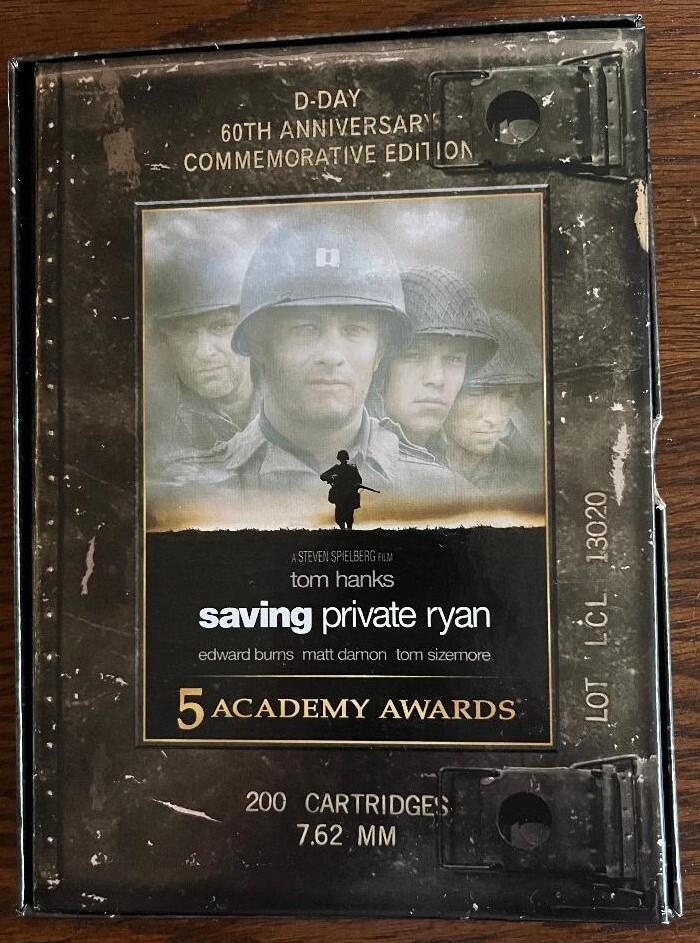 D-DAY
60TH ANNIVERSARY
COMMEMORATIVE EDITION
A STEVEN SPIELBERG FILM
tom hanks
saving private ryan
edward burns matt damon tom sizemore
5 ACADEMY AWARDS
LOT LCL 13020
200 CARTRIDGES
7.62 MM